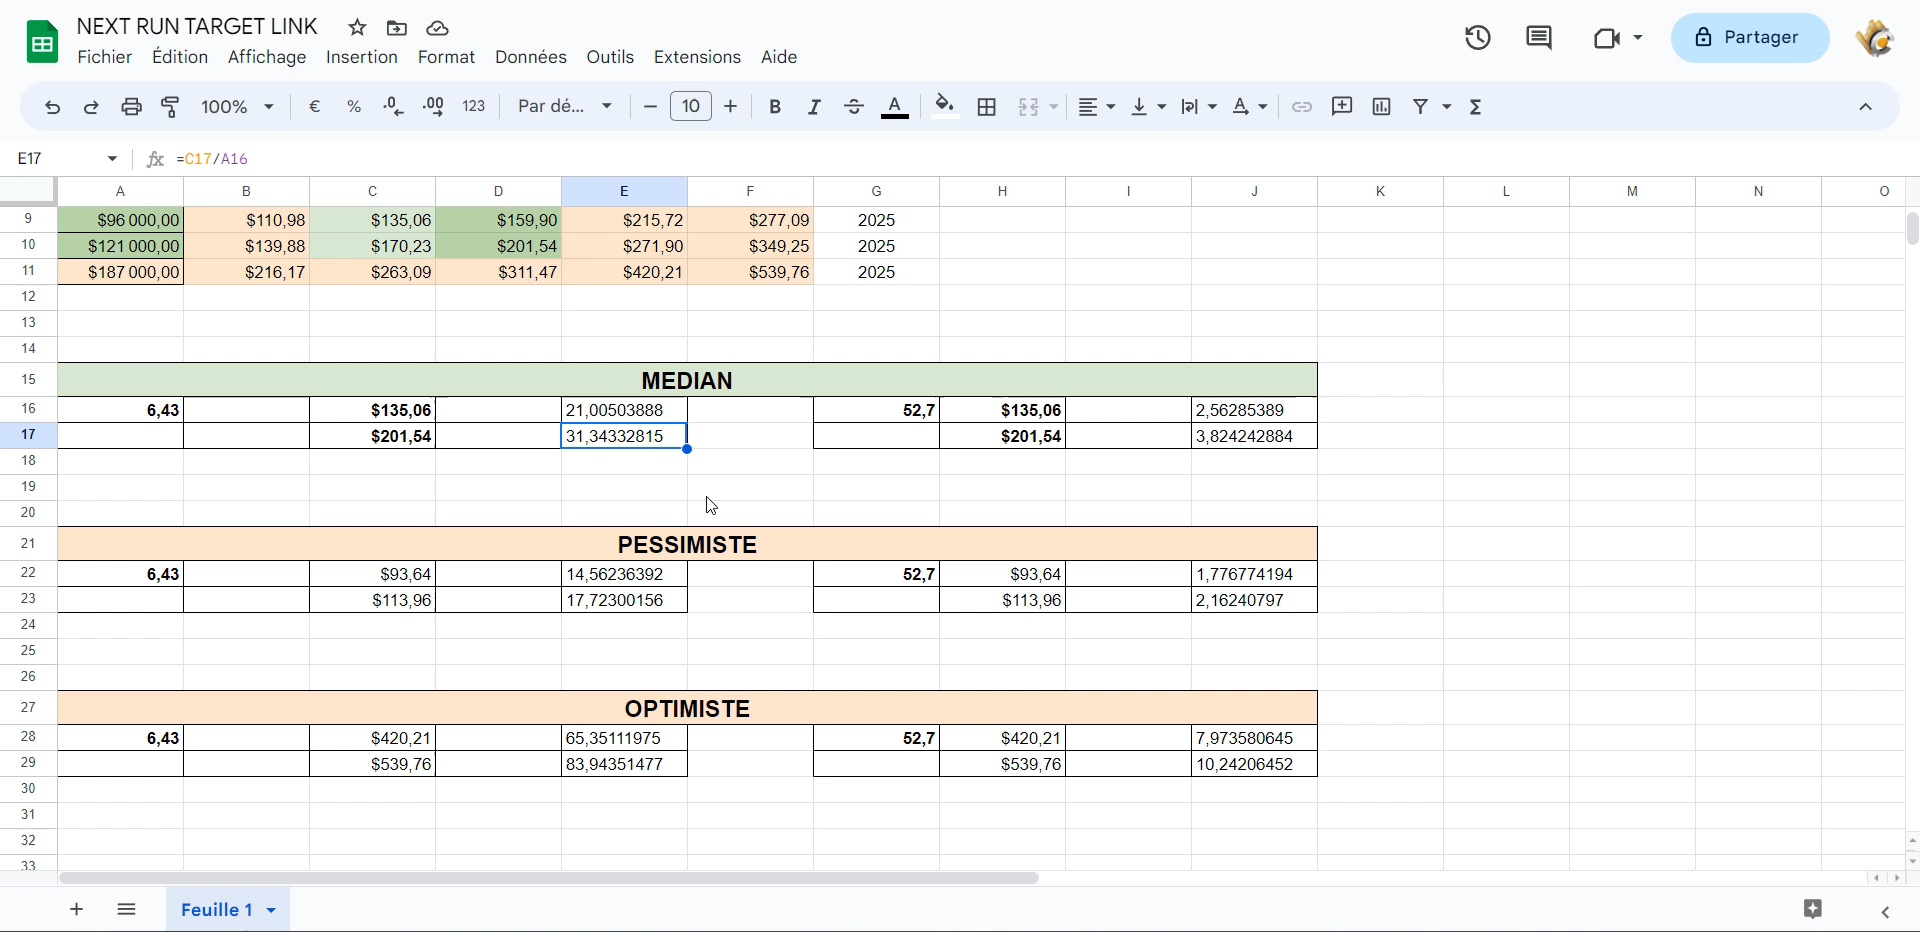 NEXT RUN TARGET LINK
Fichier Édition Affichage Insertion Format Données Outils Extensions Aide
Partager
100% € % .0 .00 123 Par dé... 10 B I A
E17 fx =C17/A16
A B C D E F G H I J K L M N O
9 $96 000,00 $110,98 $135,06 $159,90 $215,72 $277,09 2025
10 $121 000,00 $139,88 $170,23 $201,54 $271,90 $349,25 2025
11 $187 000,00 $216,17 $263,09 $311,47 $420,21 $539,76 2025
12
13
14
15 MEDIAN
16 6,43 $135,06 21,00503888 52,7 $135,06 2,56285389
17 $201,54 31,34332815 $201,54 3,824242884
18
19
20
21 PESSIMISTE
22 6,43 $93,64 14,56236392 52,7 $93,64 1,776774194
23 $113,96 17,72300156 $113,96 2,16240797
24
25
26
27 OPTIMISTE
28 6,43 $420,21 65,35111975 52,7 $420,21 7,973580645
29 $539,76 83,94351477 $539,76 10,24206452
30
31
32
33
Feuille 1